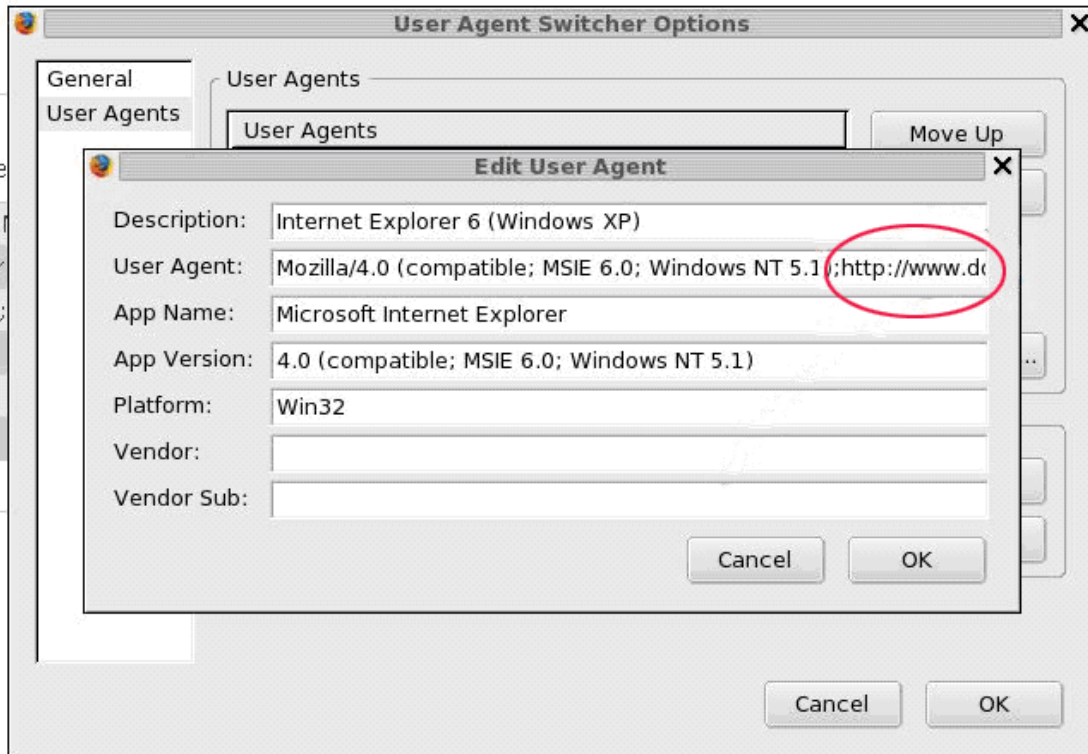 User Agent Switcher Options
General
User Agents
User Agents
User Agents
Move Up
Edit User Agent
Description: Internet Explorer 6 (Windows XP)
User Agent: Mozilla/4.0 (compatible; MSIE 6.0; Windows NT 5.1);http://www.do
App Name: Microsoft Internet Explorer
App Version: 4.0 (compatible; MSIE 6.0; Windows NT 5.1)
Platform: Win32
Vendor:
Vendor Sub:
Cancel OK
Cancel OK